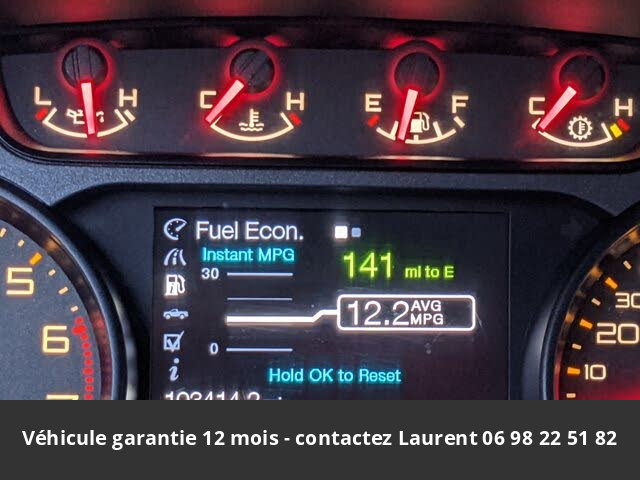 L H C H E F C H
Fuel Econ.
Instant MPG
30
141 mi to E
12.2 AVG MPG
0
Hold OK to Reset
5
6
30
20
10
Véhicule garantie 12 mois - contactez Laurent 06 98 22 51 82